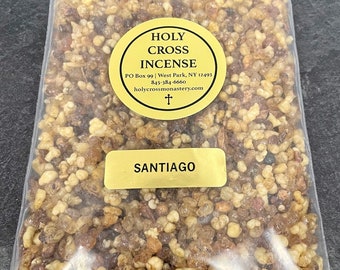 HOLY
CROSS
INCENSE
PO Box 99 | West Park, NY 12493
845-384-6660
holycrossmonastery.com
SANTIAGO